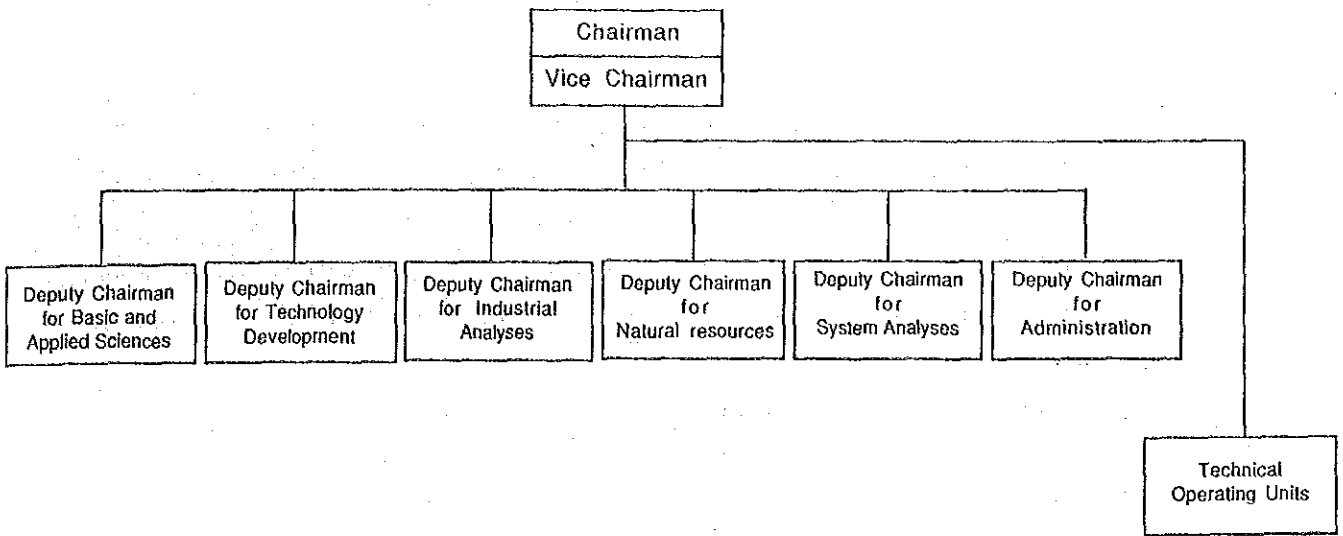 Chairman
Vice Chairman
Deputy Chairman
for Basic and
Applied Sciences
Deputy Chairman
for Technology
Development
Deputy Chairman
for Industrial
Analyses
Deputy Chairman
for
Natural resources
Deputy Chairman
for
System Analyses
Deputy Chairman
for
Administration
Technical
Operating Units